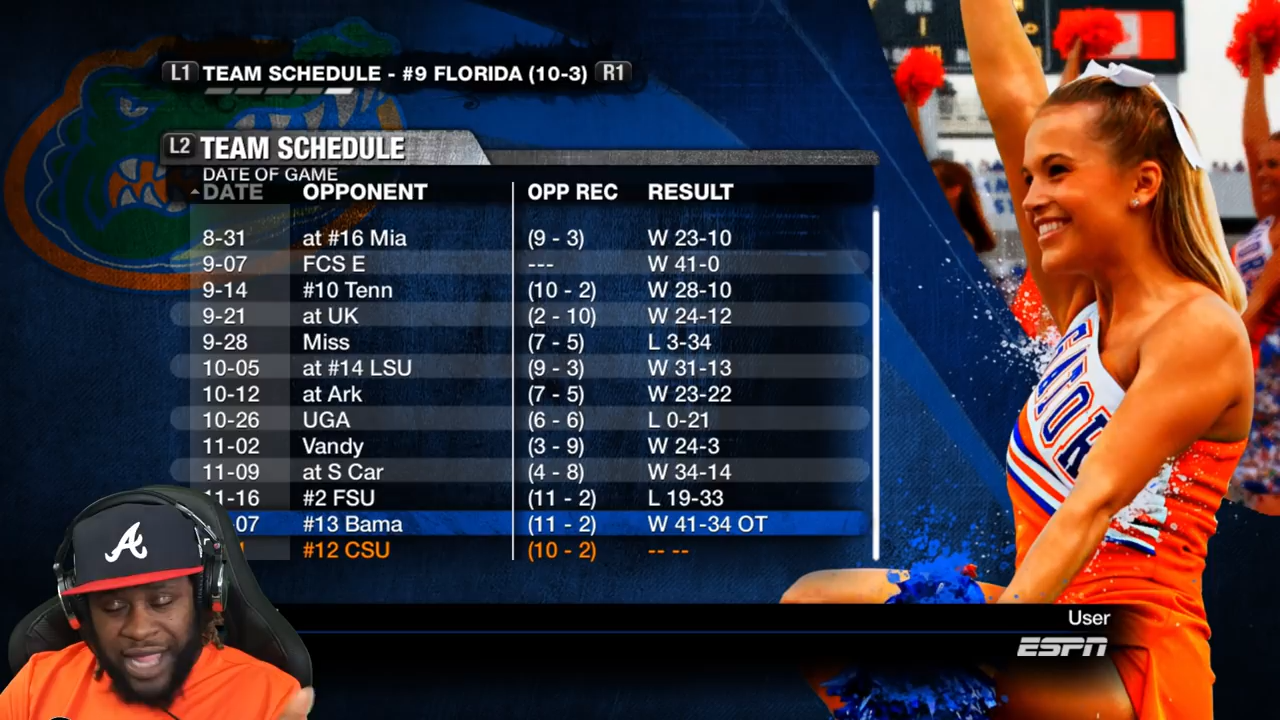 L1 TEAM SCHEDULE - #9 FLORIDA (10-3) R1
L2 TEAM SCHEDULE
DATE OF GAME
DATE OPPONENT OPP REC RESULT
8-31 at #16 Mia (9 - 3) W 23-10
9-07 FCS E --- W 41-0
9-14 #10 Tenn (10 - 2) W 28-10
9-21 at UK (2 - 10) W 24-12
9-28 Miss (7 - 5) L 3-34
10-05 at #14 LSU (9 - 3) W 31-13
10-12 at Ark (7 - 5) W 23-22
10-26 UGA (6 - 6) L 0-21
11-02 Vandy (3 - 9) W 24-3
11-09 at S Car (4 - 8) W 34-14
11-16 #2 FSU (11 - 2) L 19-33
-07 #13 Bama (11 - 2) W 41-34 OT
#12 CSU (10 - 2) -- --
User
ESPN
GATOR
A